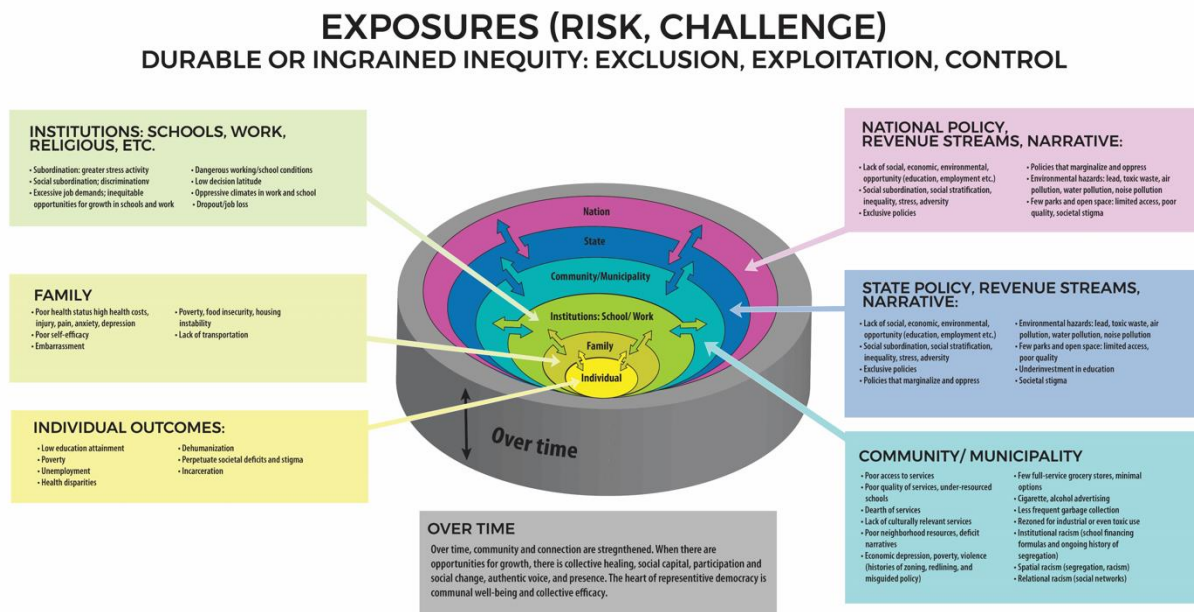 EXPOSURES (RISK, CHALLENGE)
DURABLE OR INGRAINED INEQUITY: EXCLUSION, EXPLOITATION, CONTROL
INSTITUTIONS: SCHOOLS, WORK,
RELIGIOUS, ETC.
• Subordination: greater stress activity
• Social subordination; discriminationv
• Excessive job demands; inequitable
opportunities for growth in schools and work
• Dangerous working/school conditions
• Low decision latitude
• Oppressive climates in work and school
• Dropout/job loss
FAMILY
• Poor health status high health costs,
injury, pain, anxiety, depression
• Poor self-efficacy
• Embarrassment
• Poverty, food insecurity, housing
instability
• Lack of transportation
INDIVIDUAL OUTCOMES:
• Low education attainment
• Poverty
• Unemployment
• Health disparities
• Dehumanization
• Perpetuate societal deficits and stigma
• Incarceration
Nation
State
Community/Municipality
Institutions: School/ Work
Family
Individual
Over time
OVER TIME
Over time, community and connection are stregnthened. When there are
opportunities for growth, there is collective healing, social capital, participation and
social change, authentic voice, and presence. The heart of representitive democracy is
communal well-being and collective efficacy.
NATIONAL POLICY,
REVENUE STREAMS, NARRATIVE:
• Lack of social, economic, environmental,
opportunity (education, employment etc.)
• Social subordination, social stratification,
inequality, stress, adversity
• Exclusive policies
• Policies that marginalize and oppress
• Environmental hazards: lead, toxic waste, air
pollution, water pollution, noise pollution
• Few parks and open space: limited access, poor
quality, societal stigma
STATE POLICY, REVENUE STREAMS,
NARRATIVE:
• Lack of social, economic, environmental,
opportunity (education, employment etc.)
• Social subordination, social stratification,
inequality, stress, adversity
• Exclusive policies
• Policies that marginalize and oppress
• Environmental hazards: lead, toxic waste, air
pollution, water pollution, noise pollution
• Few parks and open space: limited access,
poor quality
• Underinvestment in education
• Societal stigma
COMMUNITY/ MUNICIPALITY
• Poor access to services
• Poor quality of services, under-resourced
schools
• Dearth of services
• Lack of culturally relevant services
• Poor neighborhood resources, deficit
narratives
• Economic depression, poverty, violence
(histories of zoning, redlining, and
misguided policy)
• Few full-service grocery stores, minimal
options
• Cigarette, alcohol advertising
• Less frequent garbage collection
• Rezoned for industrial or even toxic use
• Institutional racism (school financing
formulas and ongoing history of
segregation)
• Spatial racism (segregation, racism)
• Relational racism (social networks)